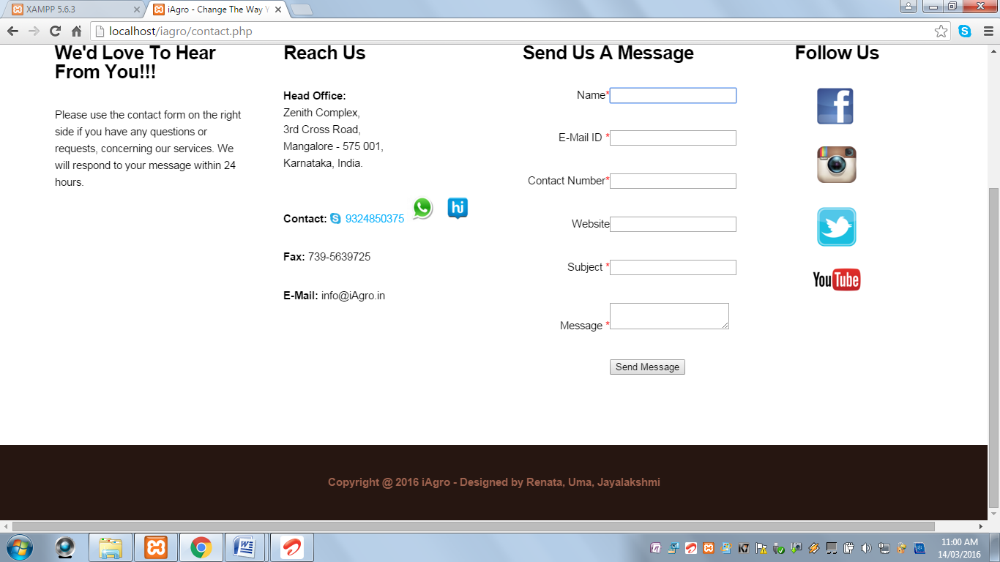 XAMPP 5.6.3
iAgro - Change The Way Y
localhost/iagro/contact.php
We'd Love To Hear
From You!!!
Please use the contact form on the right
side if you have any questions or
requests, concerning our services. We
will respond to your message within 24
hours.
Reach Us
Head Office:
Zenith Complex,
3rd Cross Road,
Mangalore - 575 001,
Karnataka, India.
Contact: 9324850375
hi
Fax: 739-5639725
E-Mail: info@iAgro.in
Send Us A Message
Name*
E-Mail ID *
Contact Number*
Website
Subject *
Message *
Send Message
Follow Us
f
You Tube
Copyright @ 2016 iAgro - Designed by Renata, Uma, Jayalakshmi
K7
11:00 AM
14/03/2016